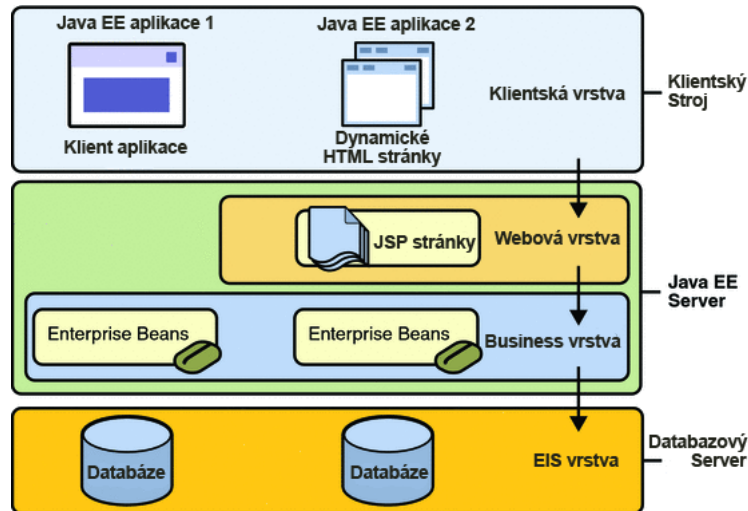 Java EE aplikace 1
Java EE aplikace 2
Klient aplikace
Dynamické
HTML stránky
Klientská vrstva
Klientský
Stroj
JSP stránky
Webová vrstva
Java EE
Server
Enterprise Beans
Enterprise Beans
Business vrstva
Databáze
Databáze
EIS vrstva
Databazový
Server